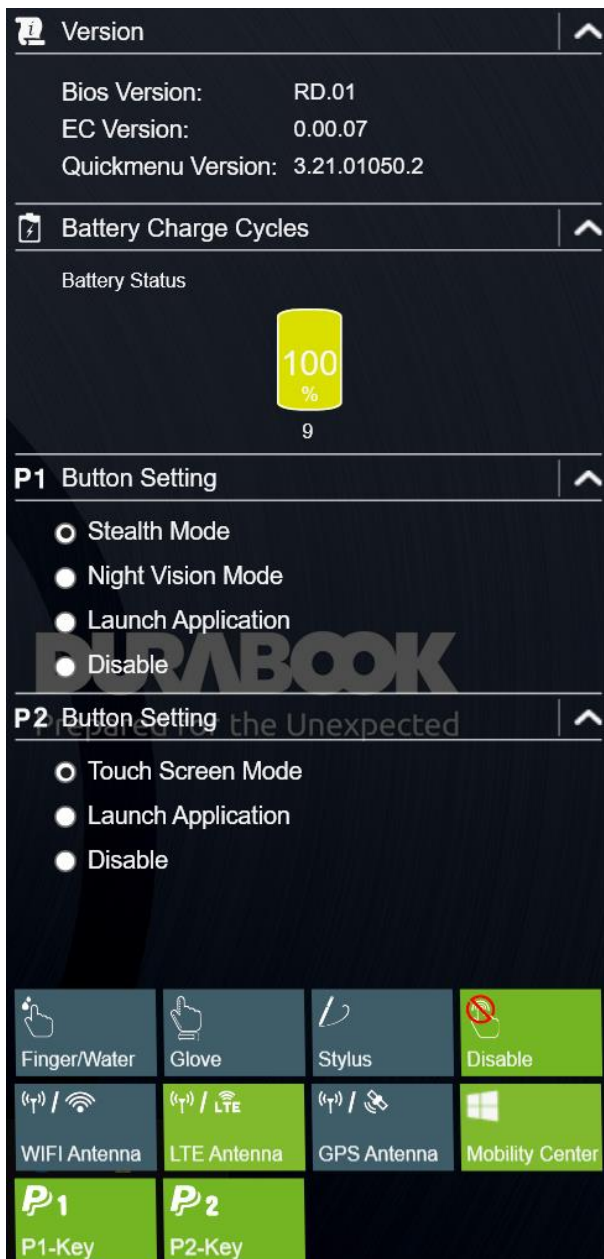 Version
Bios Version: RD.01
EC Version: 0.00.07
Quickmenu Version: 3.21.01050.2
Battery Charge Cycles
Battery Status
100
%
9
P1 Button Setting
Stealth Mode
Night Vision Mode
Launch Application
Disable
DURABOOK
P2 Button Setting
Prepared for the Unexpected
Touch Screen Mode
Launch Application
Disable
Finger/Water Glove Stylus Disable
LTE
WIFI Antenna LTE Antenna GPS Antenna Mobility Center
P1 P2
P1-Key P2-Key